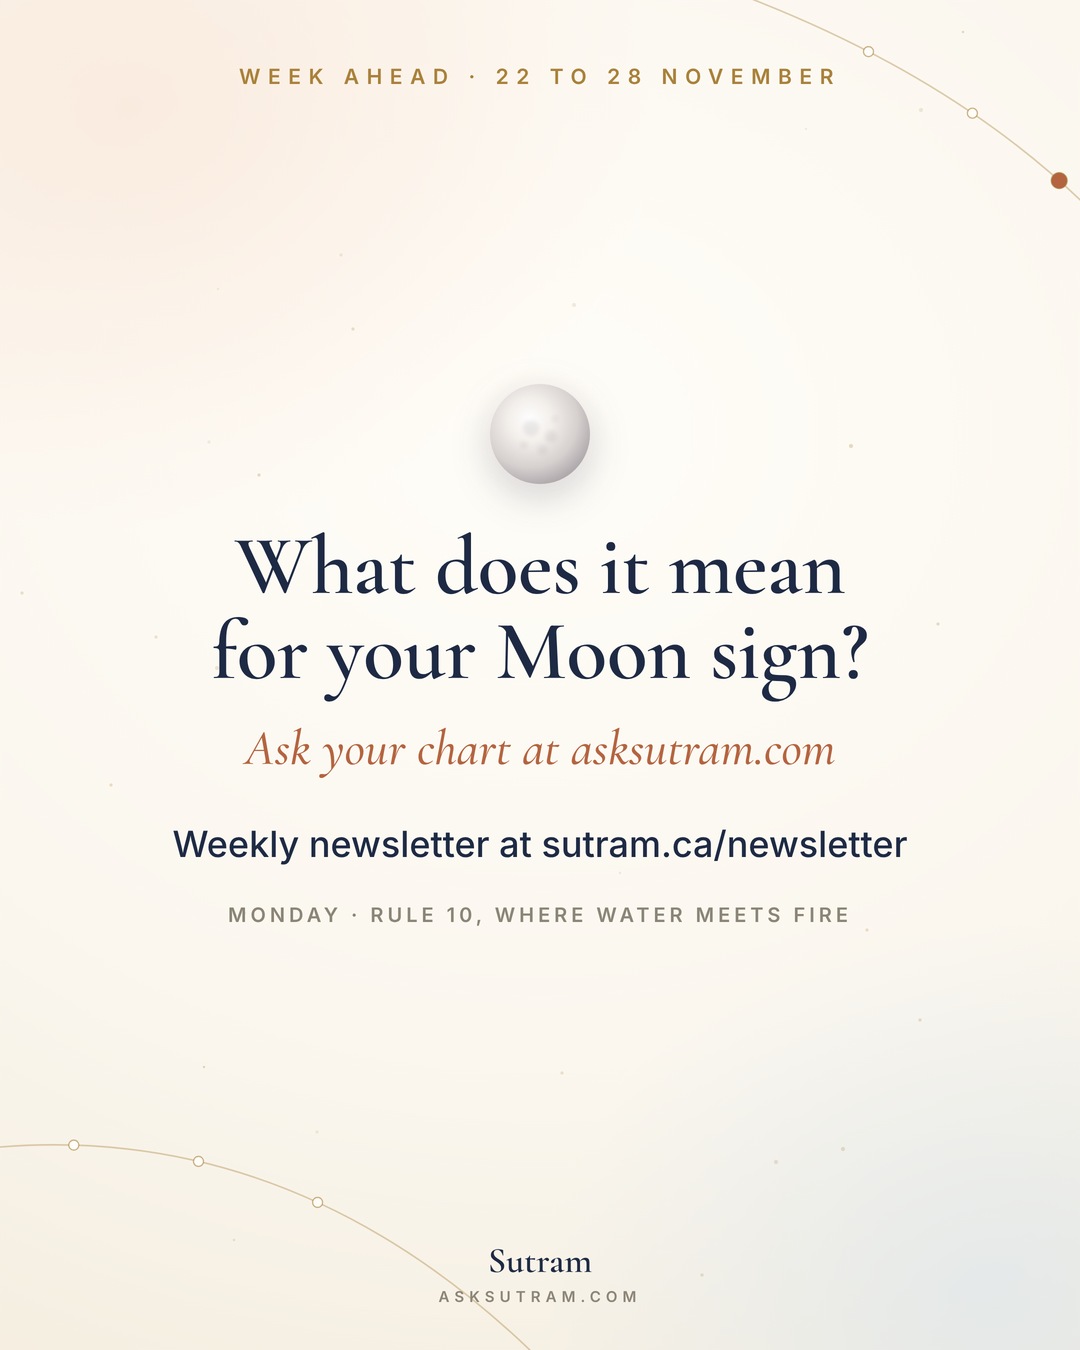 WEEK AHEAD · 22 TO 28 NOVEMBER
What does it mean
for your Moon sign?
Ask your chart at asksutram.com
Weekly newsletter at sutram.ca/newsletter
MONDAY · RULE 10, WHERE WATER MEETS FIRE
Sutram
ASKSUTRAM.COM